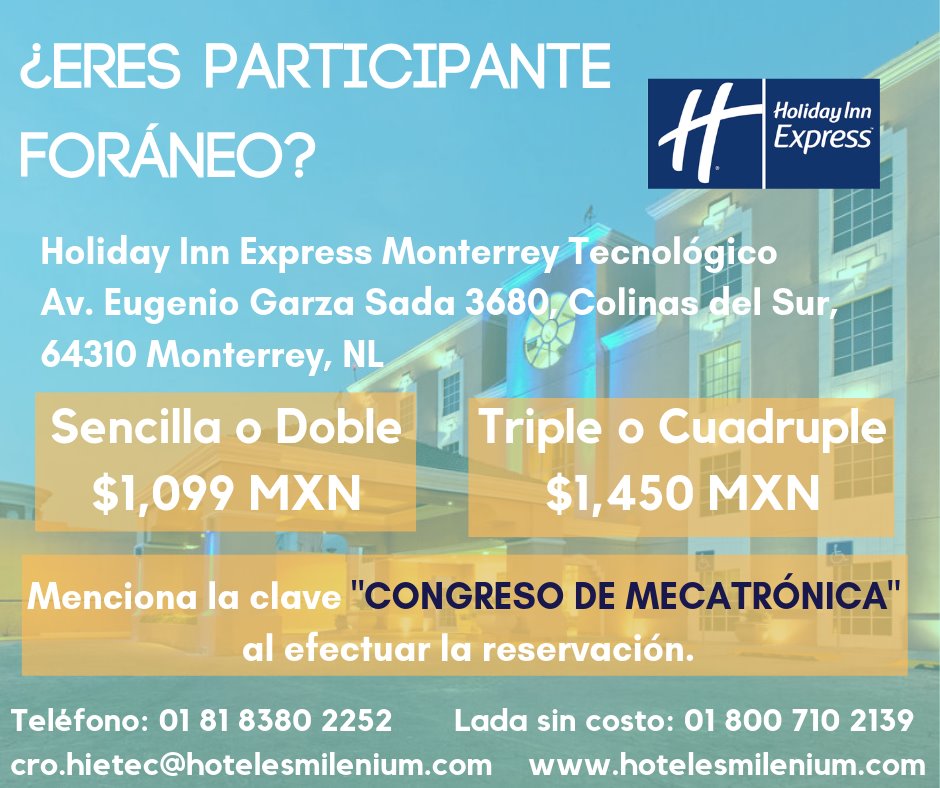 ¿ERES PARTICIPANTE
FORÁNEO?
Holiday Inn
Express
Holiday Inn Express Monterrey Tecnológico
Av. Eugenio Garza Sada 3680, Colinas del Sur,
64310 Monterrey, NL
Sencilla o Doble
$1,099 MXN
Triple o Cuadruple
$1,450 MXN
Menciona la clave "CONGRESO DE MECATRÓNICA"
al efectuar la reservación.
Teléfono: 01 81 8380 2252
Lada sin costo: 01 800 710 2139
cro.hietec@hotelesmilenium.com
www.hotelesmilenium.com